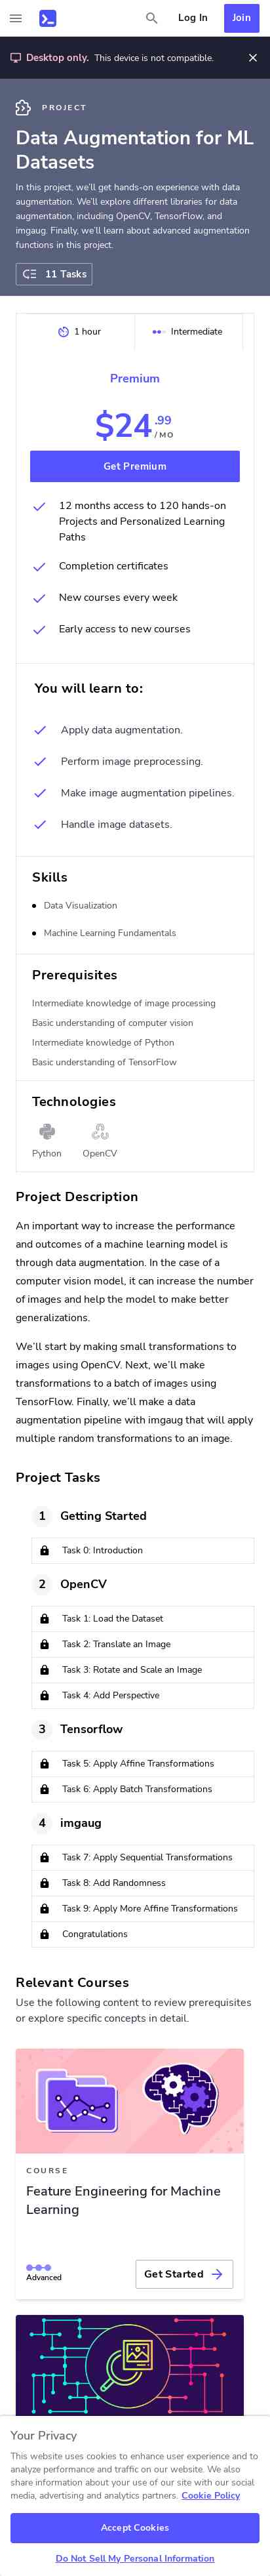 Log In
Join
Desktop only. This device is not compatible.
PROJECT
Data Augmentation for ML
Datasets
In this project, we'll get hands-on experience with data
augmentation. We'll explore different libraries for data
augmentation, including OpenCV, TensorFlow, and
imgaug. Finally, we'll learn about advanced augmentation
functions in this project.
11 Tasks
1 hour
Intermediate
Premium
$24.99
/ MO
Get Premium
12 months access to 120 hands-on
Projects and Personalized Learning
Paths
Completion certificates
New courses every week
Early access to new courses
You will learn to:
Apply data augmentation.
Perform image preprocessing.
Make image augmentation pipelines.
Handle image datasets.
Skills
Data Visualization
Machine Learning Fundamentals
Prerequisites
Intermediate knowledge of image processing
Basic understanding of computer vision
Intermediate knowledge of Python
Basic understanding of TensorFlow
Technologies
Python
OpenCV
Project Description
An important way to increase the performance
and outcomes of a machine learning model is
through data augmentation. In the case of a
computer vision model, it can increase the number
of images and help the model to make better
generalizations.
We'll start by making small transformations to
images using OpenCV. Next, we'll make
transformations to a batch of images using
TensorFlow. Finally, we'll make a data
augmentation pipeline with imgaug that will apply
multiple random transformations to an image.
Project Tasks
1 Getting Started
Task 0: Introduction
2 OpenCV
Task 1: Load the Dataset
Task 2: Translate an Image
Task 3: Rotate and Scale an Image
Task 4: Add Perspective
3 Tensorflow
Task 5: Apply Affine Transformations
Task 6: Apply Batch Transformations
4 imgaug
Task 7: Apply Sequential Transformations
Task 8: Add Randomness
Task 9: Apply More Affine Transformations
Congratulations
Relevant Courses
Use the following content to review prerequisites
or explore specific concepts in detail.
COURSE
Feature Engineering for Machine
Learning
Advanced
Get Started
Your Privacy
This website uses cookies to enhance user experience and to
analyze performance and traffic on our website. We also
share information about your use of our site with our social
media, advertising and analytics partners. Cookie Policy
Accept Cookies
Do Not Sell My Personal Information